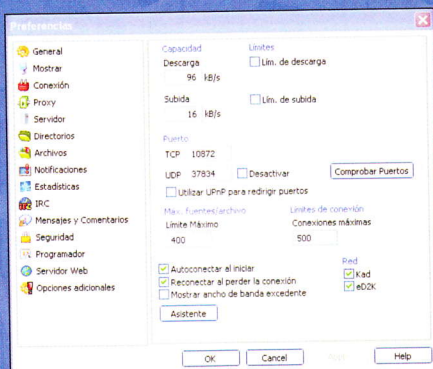 Preferencias
General
Mostrar
Conexión
Proxy
Servidor
Directorios
Archivos
Notificaciones
Estadísticas
IRC
Mensajes y Comentarios
Seguridad
Programador
Servidor Web
Opciones adicionales
Capacidad
Límites
Descarga
Lím. de descarga
96 kB/s
Subida
Lím. de subida
16 kB/s
Puerto
TCP 10872
UDP 37834
Desactivar
Comprobar Puertos
Utilizar UPnP para redirigir puertos
Max. fuentes/archivo
Límites de conexión
Límite Máximo
Conexiones máximas
400
500
Autoconectar al iniciar
Reconectar al perder la conexión
Mostrar ancho de banda excedente
Red
Kad
eD2K
Asistente
OK
Cancel
Help